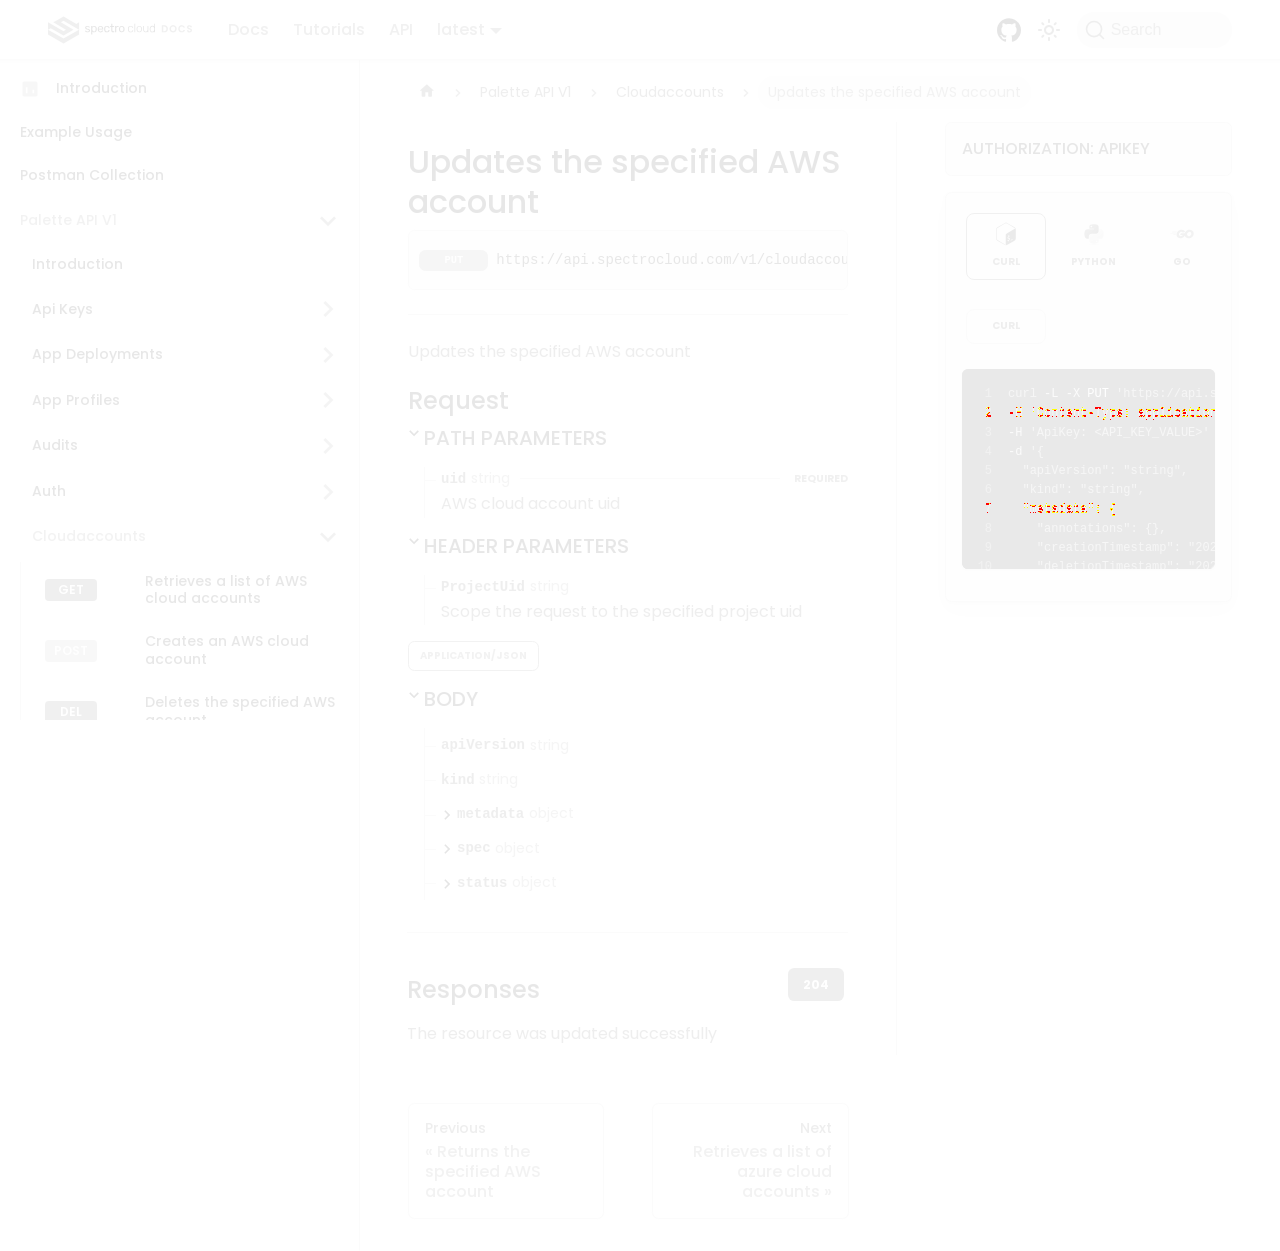 spectro cloud DOCS
Docs
Tutorials
API
latest
Search
Introduction
Example Usage
Postman Collection
Palette API V1
Introduction
Api Keys
App Deployments
App Profiles
Audits
Auth
Cloudaccounts
GET
Retrieves a list of AWS
cloud accounts
POST
Creates an AWS cloud
account
DEL
Deletes the specified AWS
account
Palette API V1
Cloudaccounts
Updates the specified AWS account
Updates the specified AWS
account
PUT
https://api.spectrocloud.com/v1/cloudaccou
Updates the specified AWS account
Request
PATH PARAMETERS
uid string
REQUIRED
AWS cloud account uid
HEADER PARAMETERS
ProjectUid string
Scope the request to the specified project uid
APPLICATION/JSON
BODY
apiVersion string
kind string
metadata object
spec object
status object
Responses
204
The resource was updated successfully
Previous
« Returns the
specified AWS
account
Next
Retrieves a list of
azure cloud
accounts »
AUTHORIZATION: APIKEY
CURL
PYTHON
GO
GO
CURL
1 curl -L -X PUT 'https://api.s
2 -H 'Content-Type: application
3 -H 'ApiKey: <API_KEY_VALUE>'
4 -d '{
5 "apiVersion": "string",
6 "kind": "string",
7 "metadata": {
8 "annotations": {},
9 "creationTimestamp": "202
10 "deletionTimestamp": "202